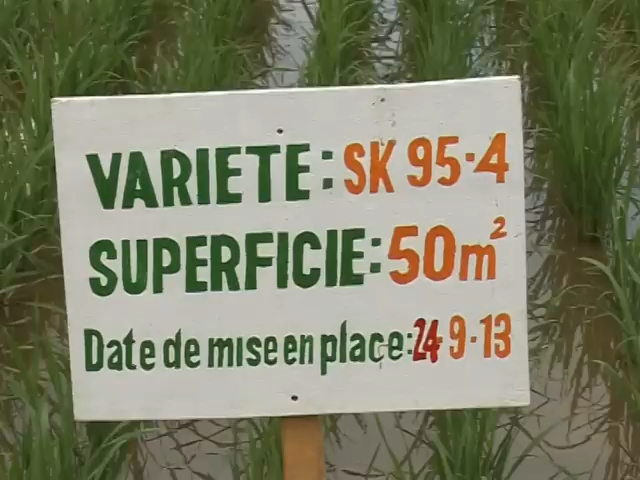 VARIETE: SK 95-4
SUPERFICIE: 50m²
Date de mise en place: 24-9-13